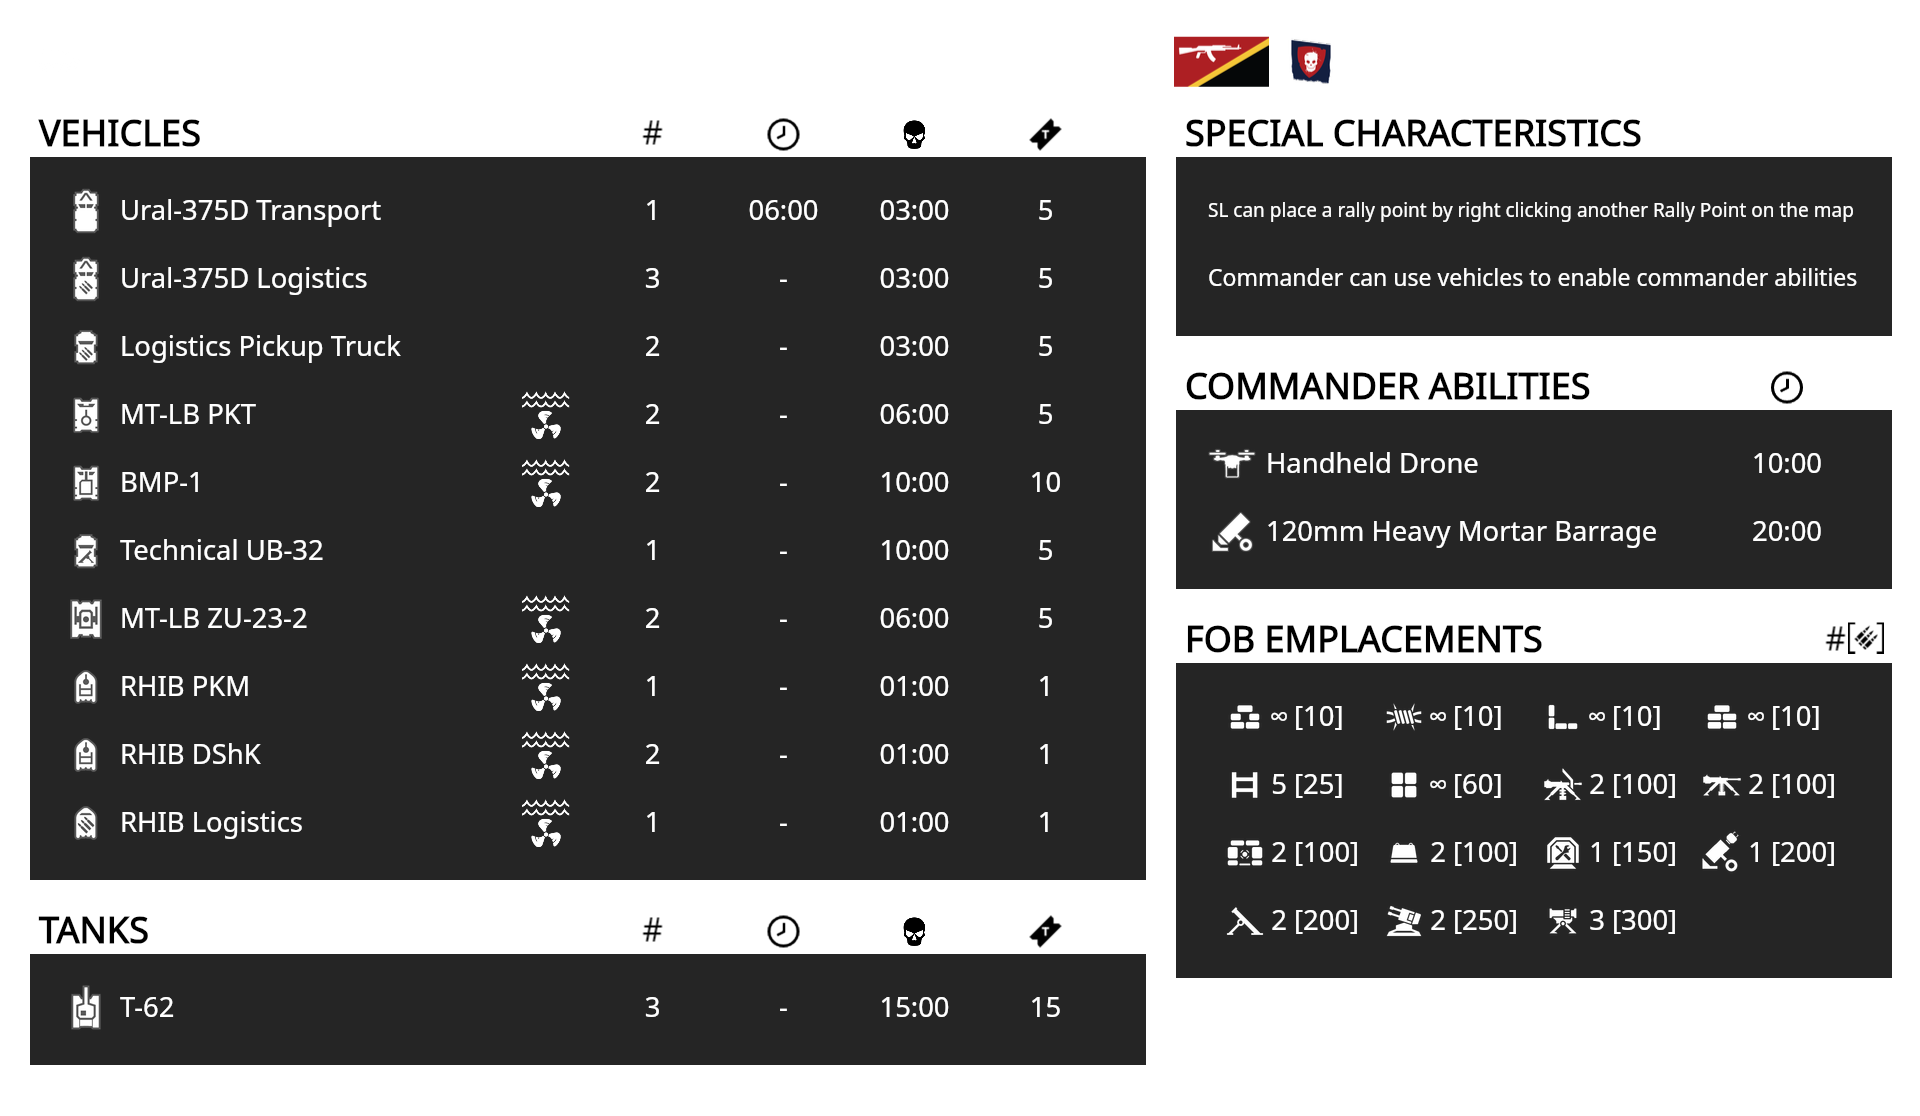 VEHICLES #
Ural-375D Transport 1 06:00 03:00 5
Ural-375D Logistics 3 - 03:00 5
Logistics Pickup Truck 2 - 03:00 5
MT-LB PKT 2 - 06:00 5
BMP-1 2 - 10:00 10
Technical UB-32 1 - 10:00 5
MT-LB ZU-23-2 2 - 06:00 5
RHIB PKM 1 - 01:00 1
RHIB DShK 2 - 01:00 1
RHIB Logistics 1 - 01:00 1
TANKS #
T-62 3 - 15:00 15
SPECIAL CHARACTERISTICS
SL can place a rally point by right clicking another Rally Point on the map
Commander can use vehicles to enable commander abilities
COMMANDER ABILITIES
Handheld Drone 10:00
120mm Heavy Mortar Barrage 20:00
FOB EMPLACEMENTS #[]
∞ [10] ∞ [10] ∞ [10] ∞ [10]
5 [25] ∞ [60] 2 [100] 2 [100]
2 [100] 2 [100] 1 [150] 1 [200]
2 [200] 2 [250] 3 [300]